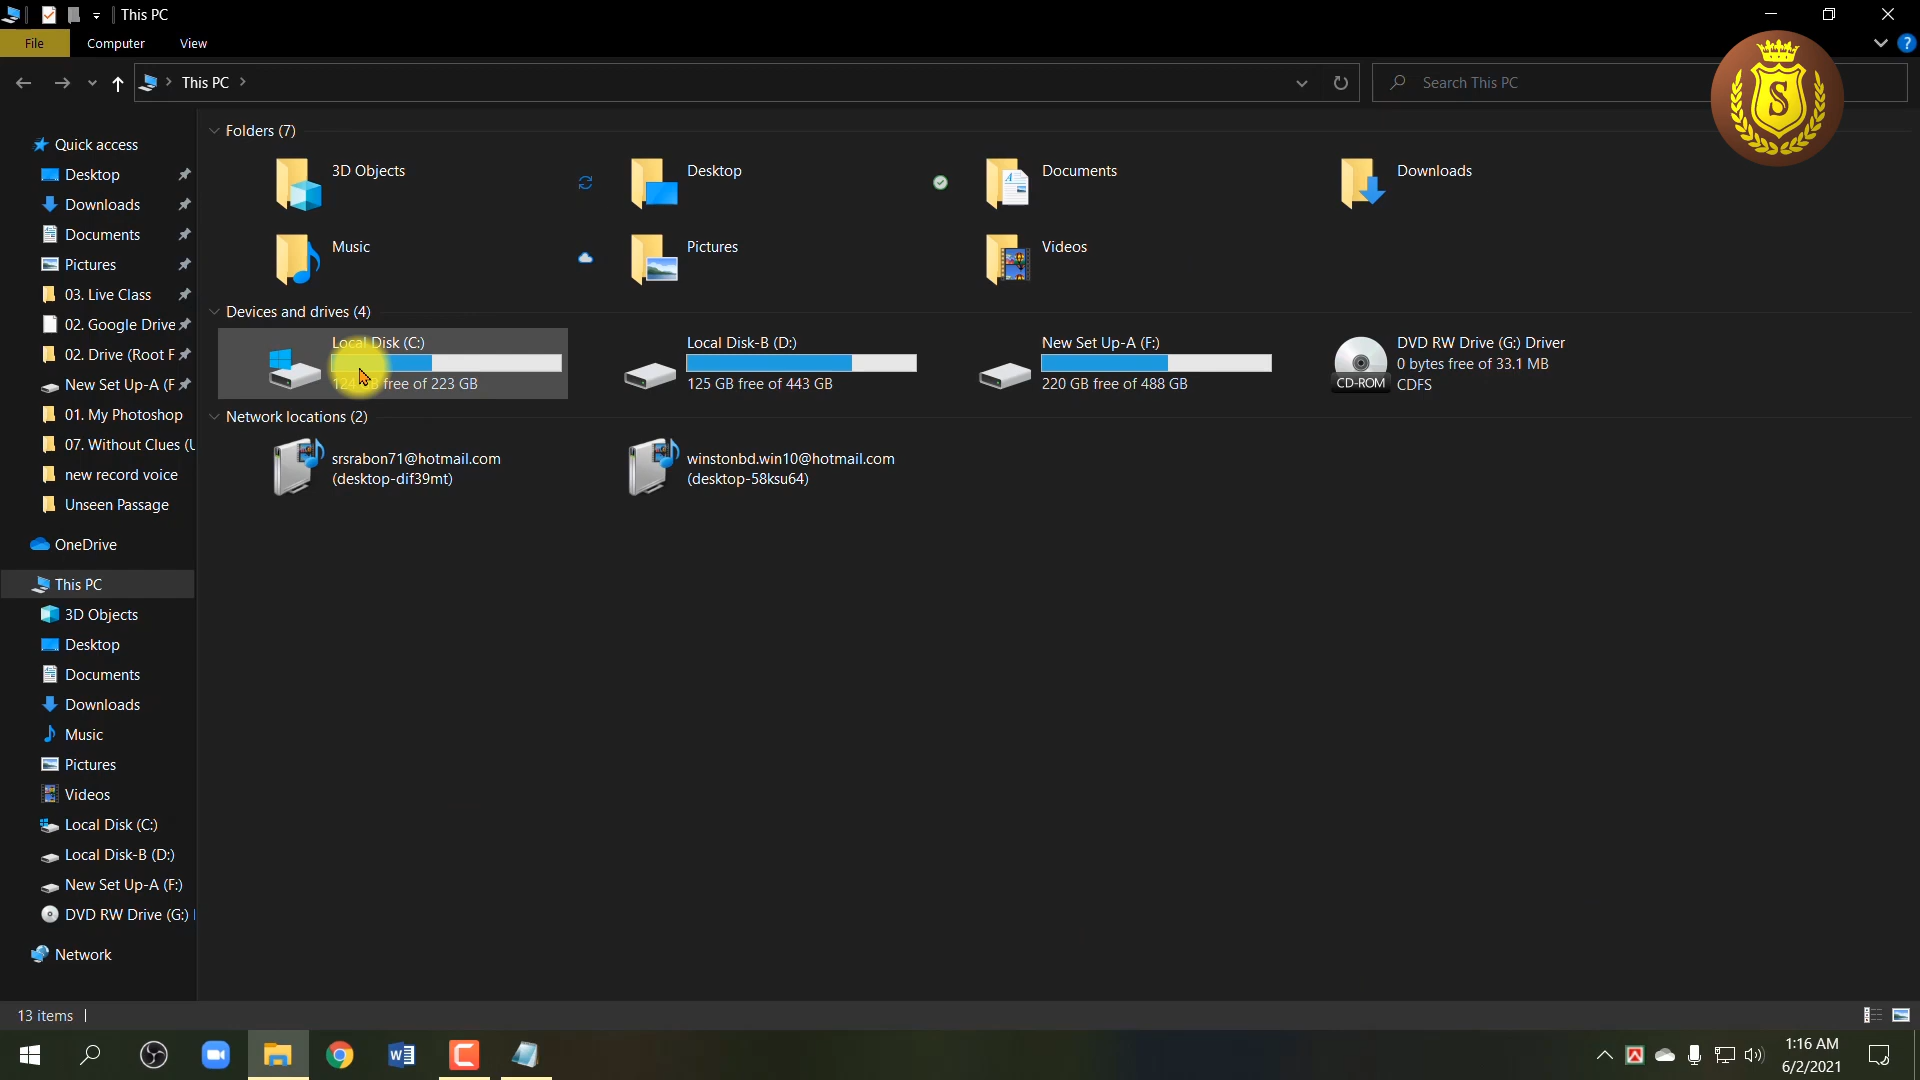 This PC
File
Computer
View
This PC
Search This PC
S
Quick access
Desktop
Downloads
Documents
Pictures
03. Live Class
02. Google Drive
02. Drive (Root F
New Set Up-A (F
01. My Photoshop
07. Without Clues (U
new record voice
Unseen Passage
OneDrive
This PC
3D Objects
Desktop
Documents
Downloads
Music
Pictures
Videos
Local Disk (C:)
Local Disk-B (D:)
New Set Up-A (F:)
DVD RW Drive (G:)
Network
Folders (7)
3D Objects
Desktop
Documents
Downloads
Music
Pictures
Videos
Devices and drives (4)
Local Disk (C:)
124 GB free of 223 GB
Local Disk-B (D:)
125 GB free of 443 GB
New Set Up-A (F:)
220 GB free of 488 GB
CD-ROM
DVD RW Drive (G:) Driver
0 bytes free of 33.1 MB
CDFS
Network locations (2)
srsrabon71@hotmail.com
(desktop-dif39mt)
winstonbd.win10@hotmail.com
(desktop-58ksu64)
13 items
1:16 AM
6/2/2021